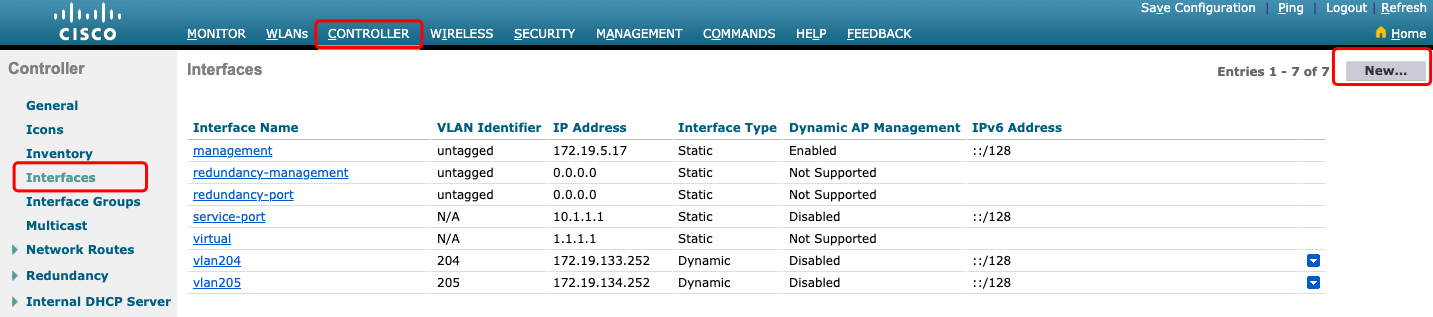 Save Configuration | Ping | Logout | Refresh
CISCO
MONITOR WLANs CONTROLLER WIRELESS SECURITY MANAGEMENT COMMANDS HELP FEEDBACK Home
Controller
Interfaces
Entries 1 - 7 of 7 New...
General
Icons
Inventory
Interfaces
Interface Groups
Multicast
Network Routes
Redundancy
Internal DHCP Server
Interface Name VLAN Identifier IP Address Interface Type Dynamic AP Management IPv6 Address
management untagged 172.19.5.17 Static Enabled ::/128
redundancy-management untagged 0.0.0.0 Static Not Supported
redundancy-port untagged 0.0.0.0 Static Not Supported
service-port N/A 10.1.1.1 Static Disabled ::/128
virtual N/A 1.1.1.1 Static Not Supported
vlan204 204 172.19.133.252 Dynamic Disabled ::/128
vlan205 205 172.19.134.252 Dynamic Disabled ::/128